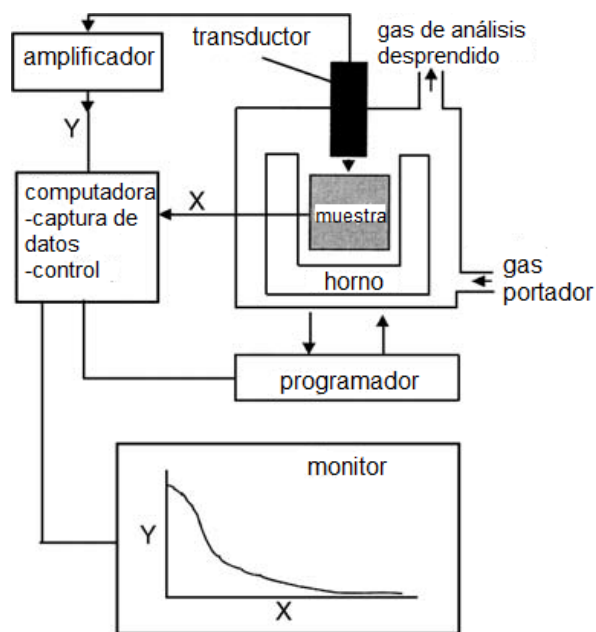 amplificador
transductor
gas de análisis
desprendido
Y
computadora
-captura de
datos
-control
X
muestra
horno
gas
portador
programador
monitor
Y
X